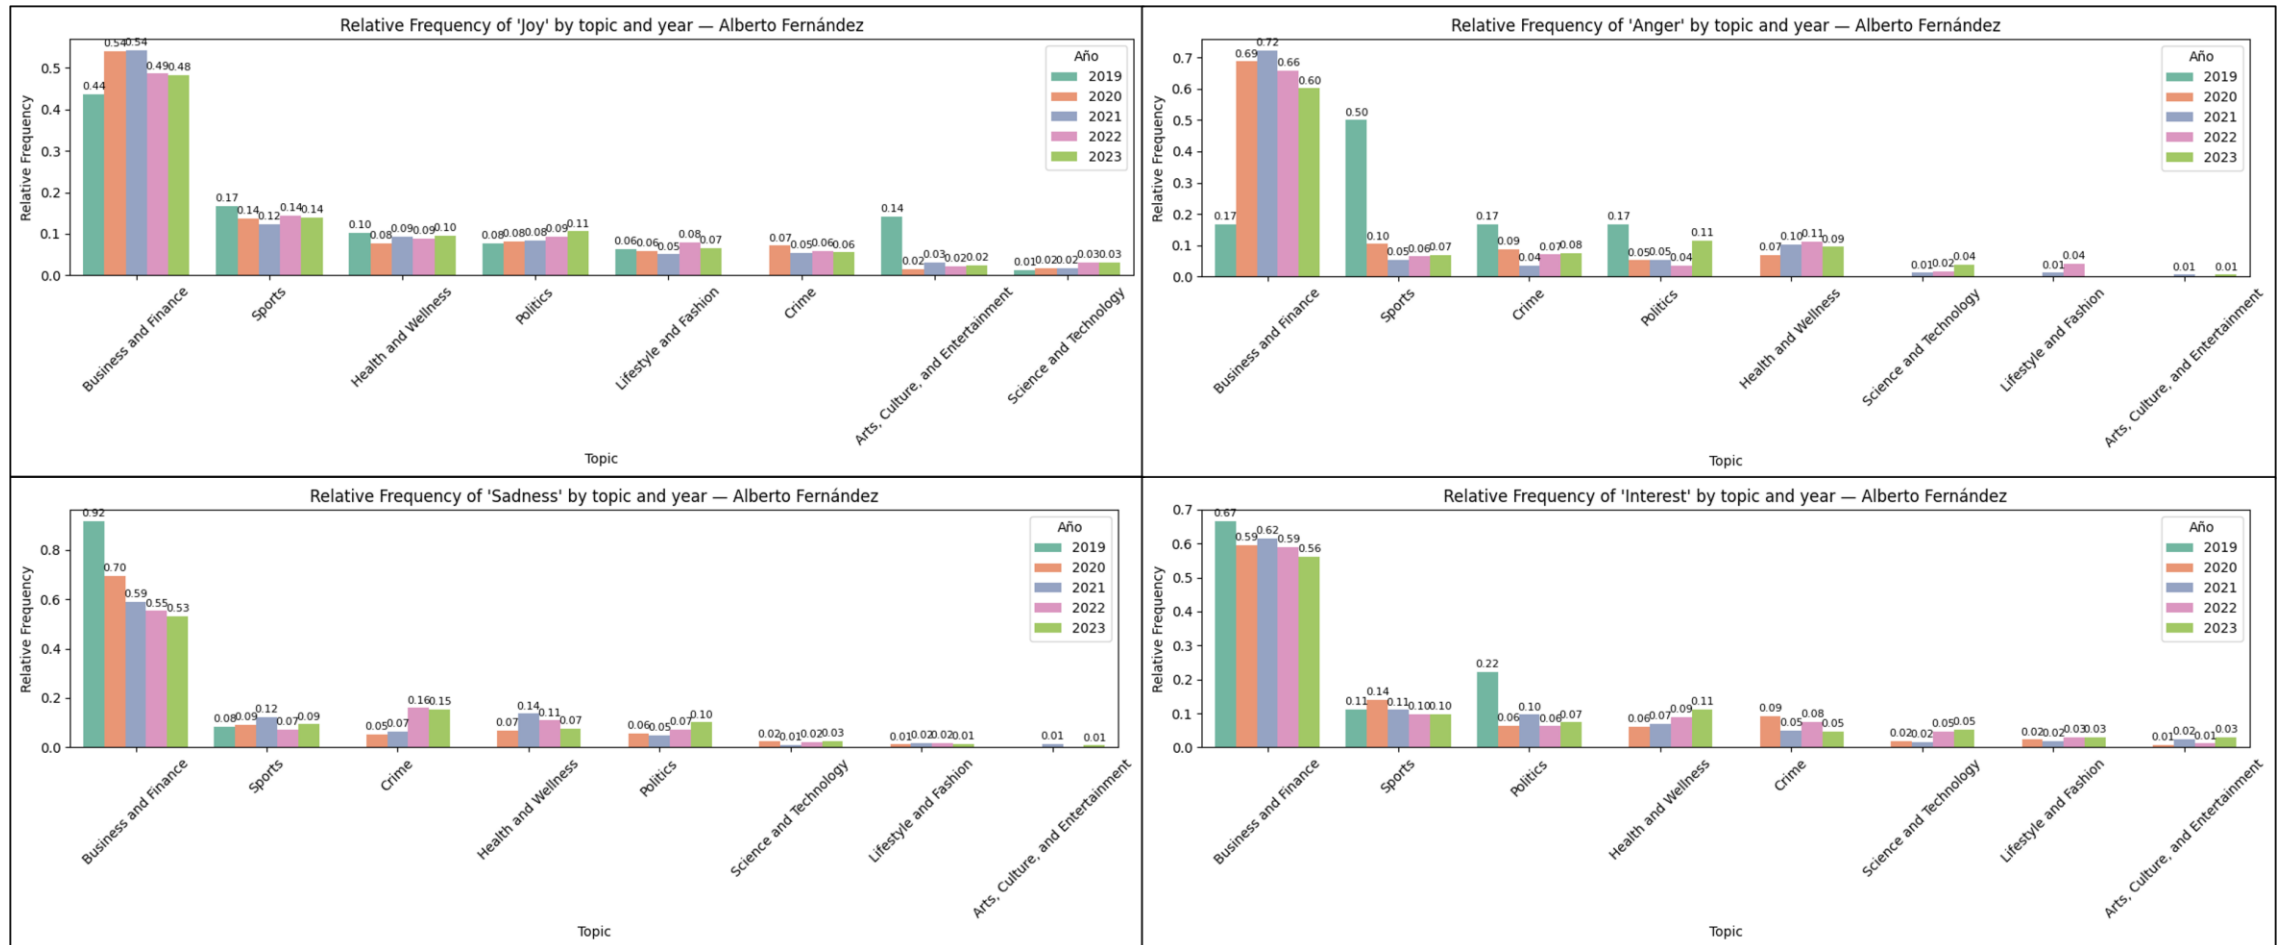 Relative Frequency of 'Joy' by topic and year — Alberto Fernández
Relative Frequency
0.5
0.4
0.3
0.2
0.1
0.0
0.44 0.54 0.54 0.49 0.48
0.17 0.14 0.12 0.14 0.14
0.10 0.08 0.09 0.09 0.10
0.08 0.08 0.08 0.09 0.11
0.06 0.06 0.05 0.08 0.07
0.07 0.05 0.06 0.06
0.14 0.02 0.03 0.02 0.02
0.01 0.02 0.02 0.03 0.03
Año
2019
2020
2021
2022
2023
Business and Finance
Sports
Health and Wellness
Politics
Lifestyle and Fashion
Crime
Arts, Culture, and Entertainment
Science and Technology
Topic
Relative Frequency of 'Anger' by topic and year — Alberto Fernández
Relative Frequency
0.7
0.6
0.5
0.4
0.3
0.2
0.1
0.0
0.17 0.69 0.72 0.66 0.60
0.50 0.10 0.05 0.06 0.07
0.17 0.09 0.04 0.07 0.08
0.17 0.05 0.05 0.04 0.11
0.07 0.10 0.11 0.09
0.01 0.02 0.04
0.01 0.04
0.01 0.01
Año
2019
2020
2021
2022
2023
Business and Finance
Sports
Crime
Politics
Health and Wellness
Science and Technology
Lifestyle and Fashion
Arts, Culture, and Entertainment
Topic
Relative Frequency of 'Sadness' by topic and year — Alberto Fernández
Relative Frequency
0.8
0.6
0.4
0.2
0.0
0.92 0.70 0.59 0.55 0.53
0.08 0.09 0.12 0.07 0.09
0.05 0.07 0.16 0.15
0.07 0.14 0.11 0.07
0.06 0.05 0.07 0.10
0.02 0.01 0.02 0.03
0.01 0.02 0.02 0.01
0.01 0.01
Año
2019
2020
2021
2022
2023
Business and Finance
Sports
Crime
Health and Wellness
Politics
Science and Technology
Lifestyle and Fashion
Arts, Culture, and Entertainment
Topic
Relative Frequency of 'Interest' by topic and year — Alberto Fernández
Relative Frequency
0.7
0.6
0.5
0.4
0.3
0.2
0.1
0.0
0.67 0.59 0.62 0.59 0.56
0.11 0.14 0.11 0.10 0.10
0.22 0.06 0.10 0.06 0.07
0.06 0.07 0.09 0.11
0.09 0.05 0.08 0.05
0.02 0.02 0.05 0.05
0.02 0.02 0.03 0.03
0.01 0.02 0.01 0.03
Año
2019
2020
2021
2022
2023
Business and Finance
Sports
Politics
Health and Wellness
Crime
Science and Technology
Lifestyle and Fashion
Arts, Culture, and Entertainment
Topic